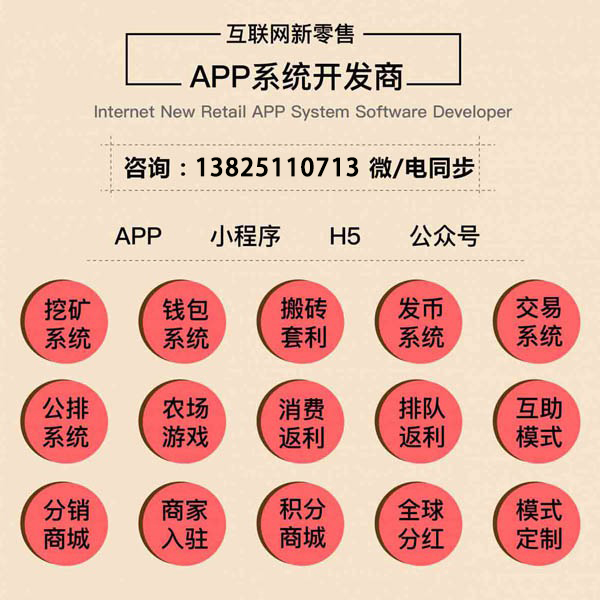 互联网新零售
APP系统开发商
Internet New Retail APP System Software Developer
咨询：13825110713 微/电同步
APP 小程序 H5 公众号
挖矿系统 钱包系统 搬砖套利 发币系统 交易系统
公排系统 农场游戏 消费返利 排队返利 互助模式
分销商城 商家入驻 积分商城 全球分红 模式定制